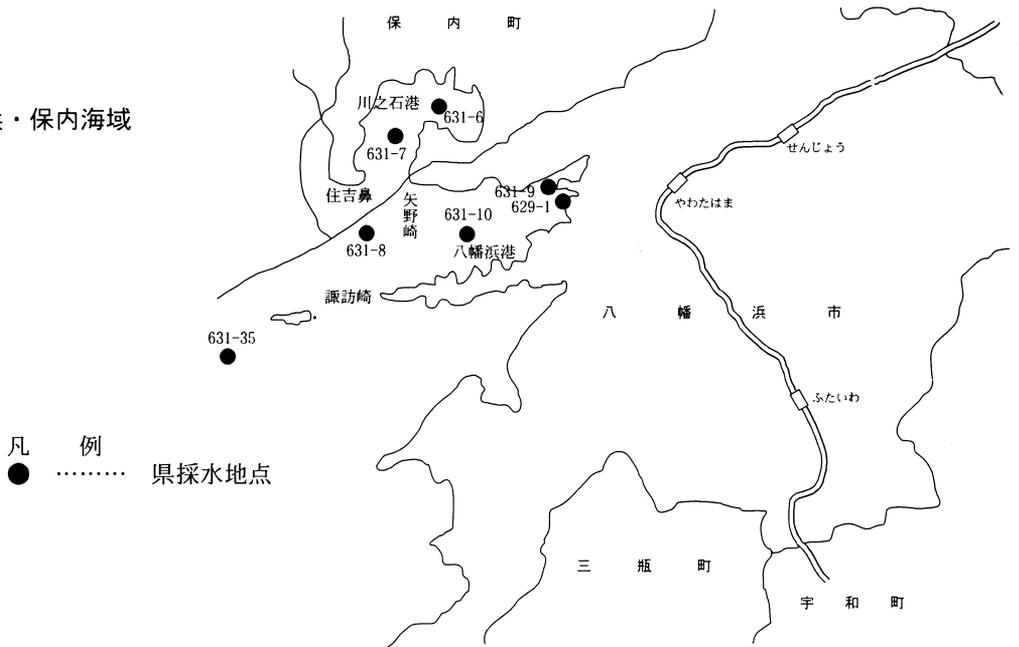 保内町
・保内海域
川之石港
631-6
631-7
せんじょう
住吉鼻
矢野崎
631-9
629-1
やわたはま
631-10
631-8
八幡浜港
諏訪崎
八幡浜市
631-35
ふたいわ
凡例
● ……… 県採水地点
三瓶町
宇和町